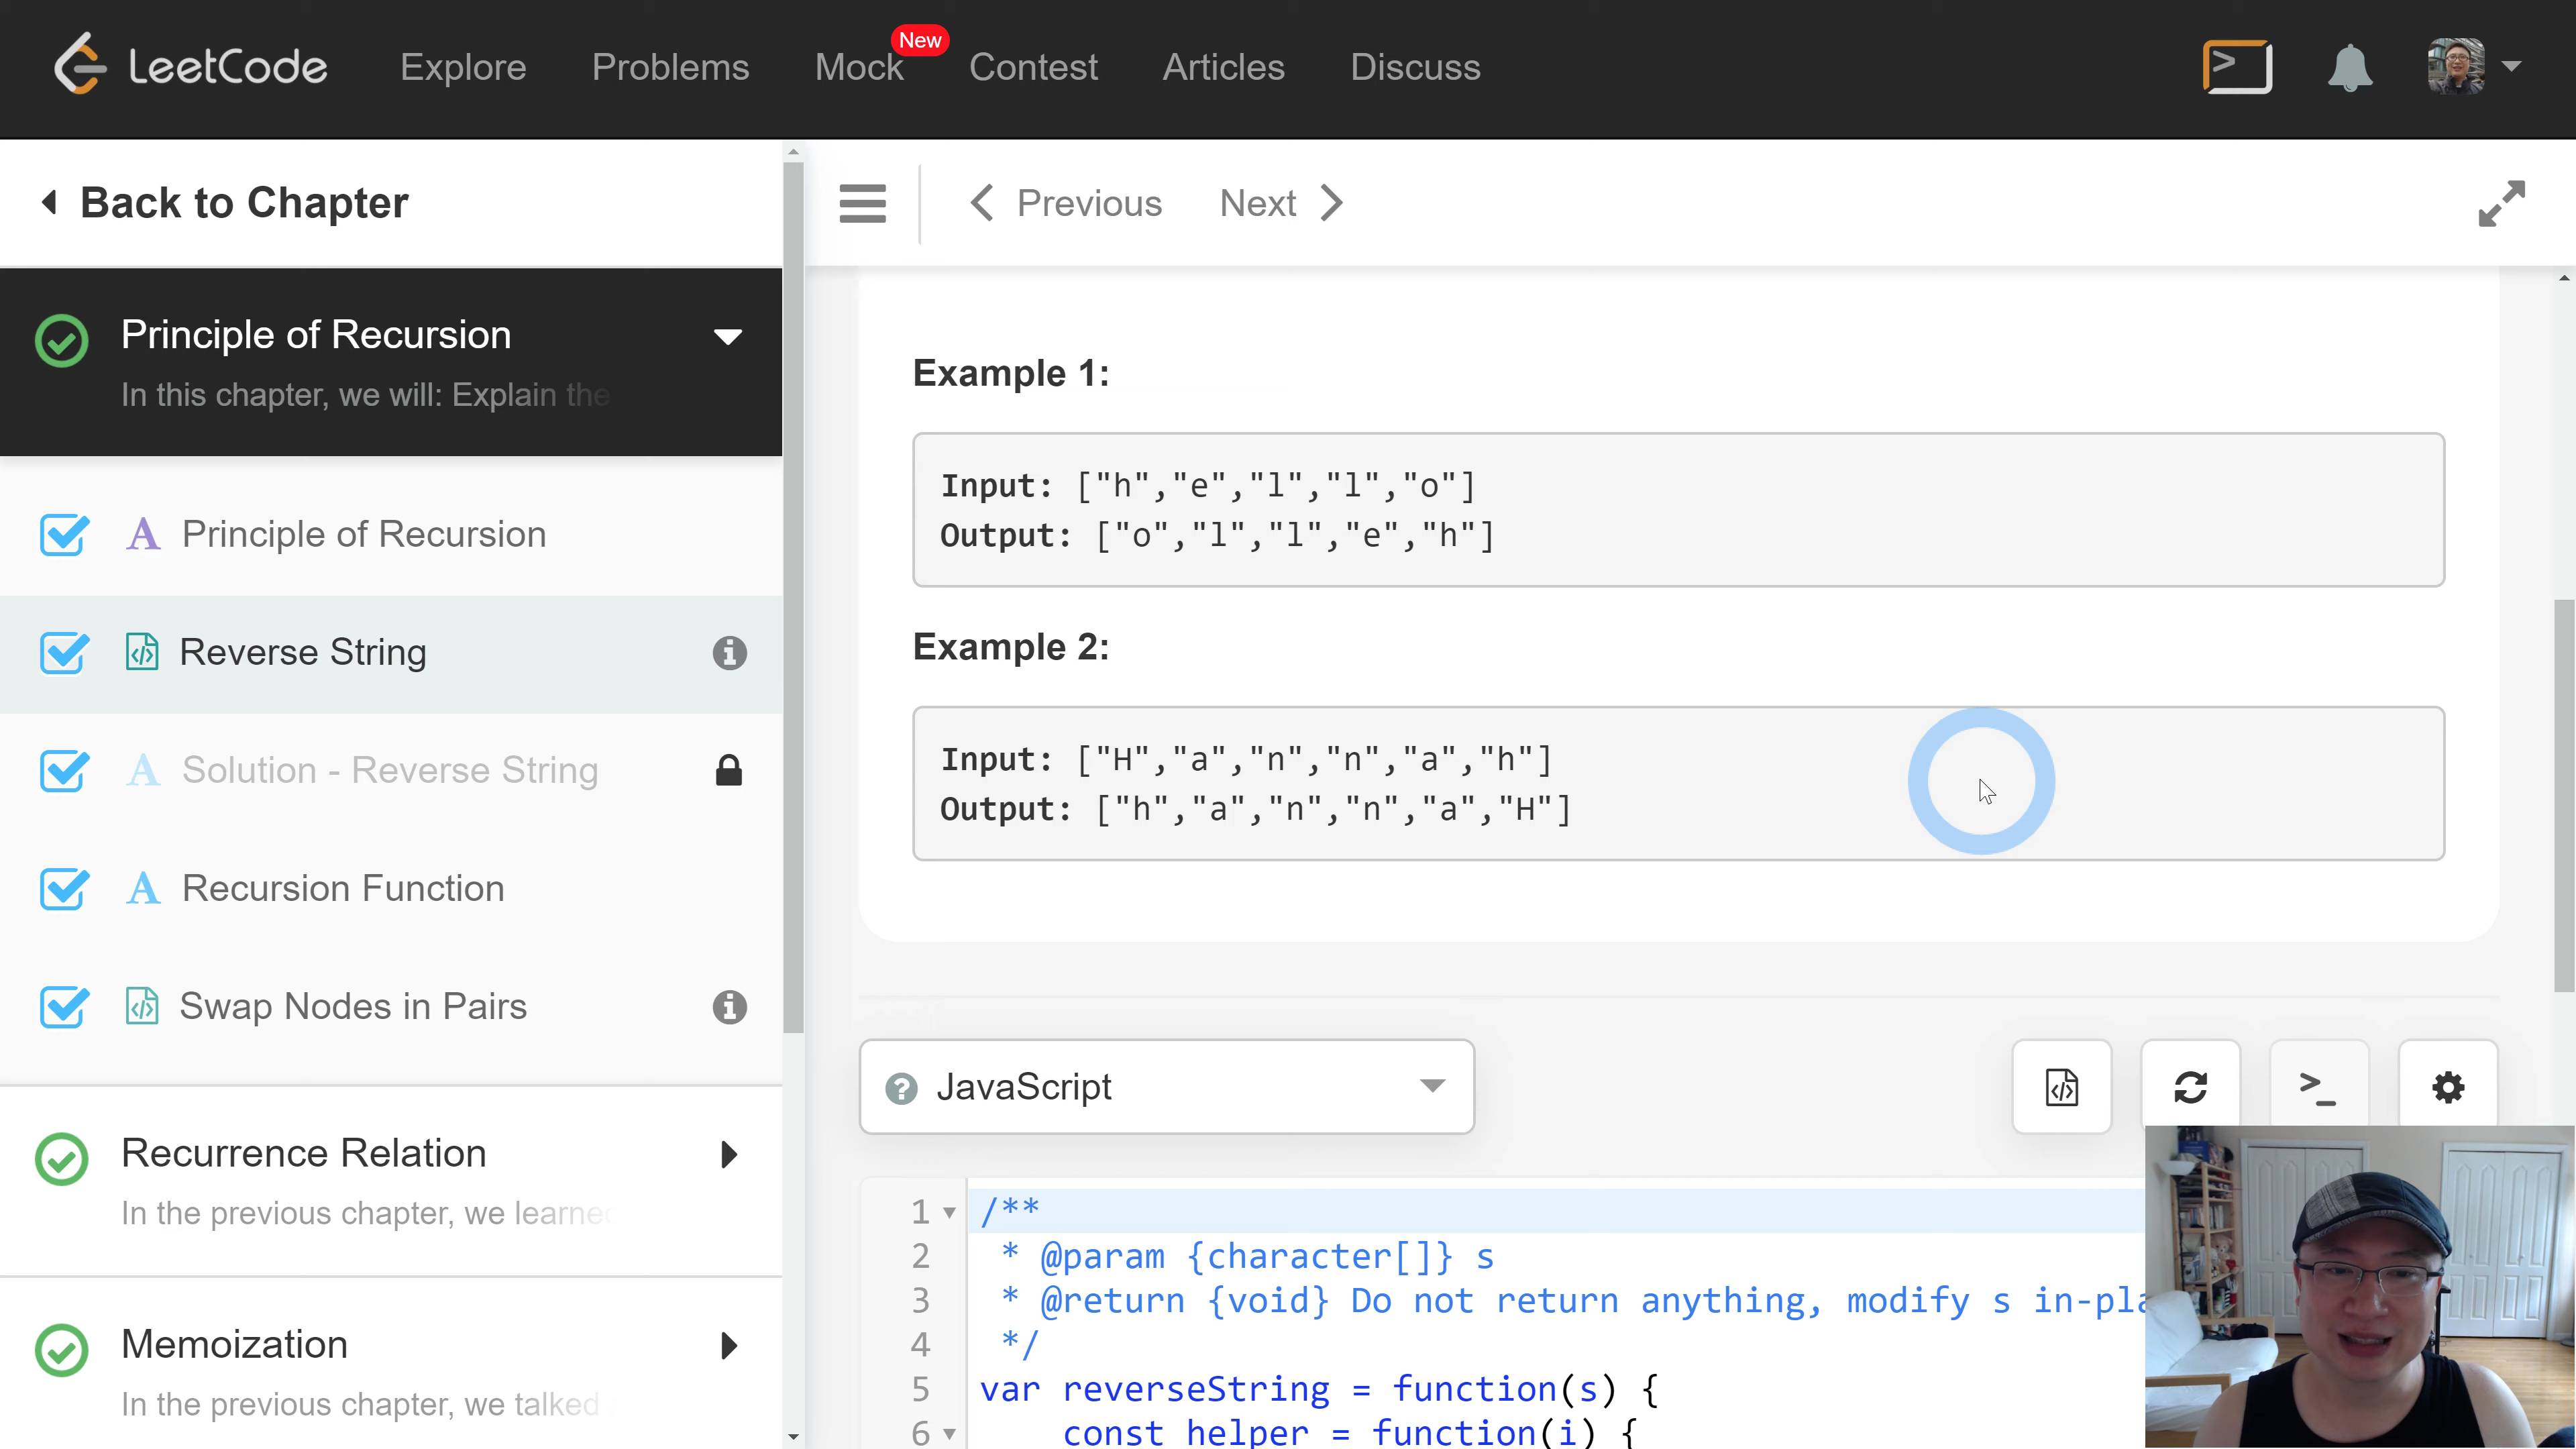 LeetCode Explore Problems Mock New Contest Articles Discuss
Back to Chapter
Principle of Recursion
In this chapter, we will: Explain the
Principle of Recursion
Reverse String
Solution - Reverse String
Recursion Function
Swap Nodes in Pairs
Recurrence Relation
In the previous chapter, we learned
Memoization
In the previous chapter, we talked
Previous Next
Example 1:
Input: ["h","e","l","l","o"]
Output: ["o","l","l","e","h"]
Example 2:
Input: ["H","a","n","n","a","h"]
Output: ["h","a","n","n","a","H"]
JavaScript
1 /**
2 * @param {character[]} s
3 * @return {void} Do not return anything, modify s in-pla
4 */
5 var reverseString = function(s) {
6 const helper = function(i) {